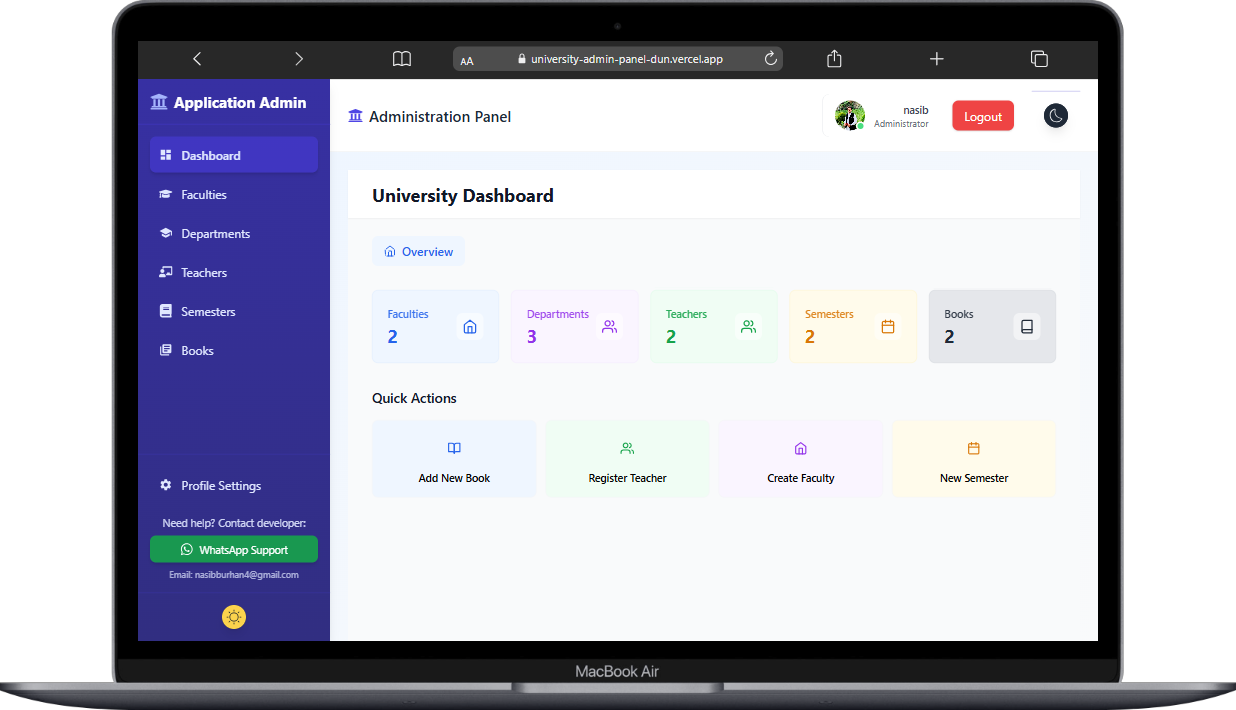 AA university-admin-panel-dun.vercel.app
Application Admin
Dashboard
Faculties
Departments
Teachers
Semesters
Books
Profile Settings
Need help? Contact developer:
WhatsApp Support
Email: nasibburhan4@gmail.com
Administration Panel
nasib
Administrator
Logout
University Dashboard
Overview
Faculties
2
Departments
3
Teachers
2
Semesters
2
Books
2
Quick Actions
Add New Book
Register Teacher
Create Faculty
New Semester
MacBook Air